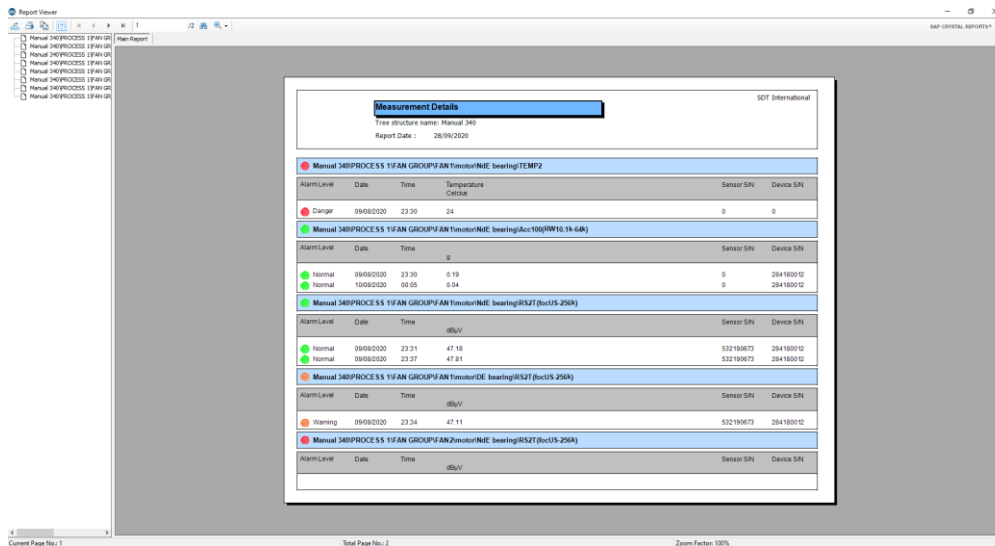 Report Viewer
1 /2 SAP CRYSTAL REPORTS
Manual 340\PROCESS 1\FAN GR
Manual 340\PROCESS 1\FAN GR
Manual 340\PROCESS 1\FAN GR
Manual 340\PROCESS 1\FAN GR
Manual 340\PROCESS 1\FAN GR
Manual 340\PROCESS 1\FAN GR
Manual 340\PROCESS 1\FAN GR
Manual 340\PROCESS 1\FAN GR
Main Report
SDT International
Measurement Details
Tree structure name: Manual 340
Report Date : 28/09/2020
Manual 340\PROCESS 1\FAN GROUP\FAN1\motor\NdE bearing\TEMP2
Alarm Level Date Time Temperature Sensor S/N Device S/N
Celcius
Danger 09/08/2020 23:30 24 0 0
Manual 340\PROCESS 1\FAN GROUP\FAN1\motor\NdE bearing\Acc100(RW10.1k-64k)
Alarm Level Date Time Sensor S/N Device S/N
g
Normal 09/08/2020 23:30 0.19 0 284180012
Normal 10/08/2020 00:05 0.04 0 284180012
Manual 340\PROCESS 1\FAN GROUP\FAN1\motor\NdE bearing\RS2T(focUS-256k)
Alarm Level Date Time Sensor S/N Device S/N
dBµV
Normal 09/08/2020 23:31 47.18 532190673 284180012
Normal 09/08/2020 23:37 47.81 532190673 284180012
Manual 340\PROCESS 1\FAN GROUP\FAN1\motor\DE bearing\RS2T(focUS-256k)
Alarm Level Date Time Sensor S/N Device S/N
dBµV
Warning 09/08/2020 23:34 47.11 532190673 284180012
Manual 340\PROCESS 1\FAN GROUP\FAN2\motor\NdE bearing\RS2T(focUS-256k)
Alarm Level Date Time Sensor S/N Device S/N
dBµV
Current Page No.: 1 Total Page No.: 2 Zoom Factor: 100%